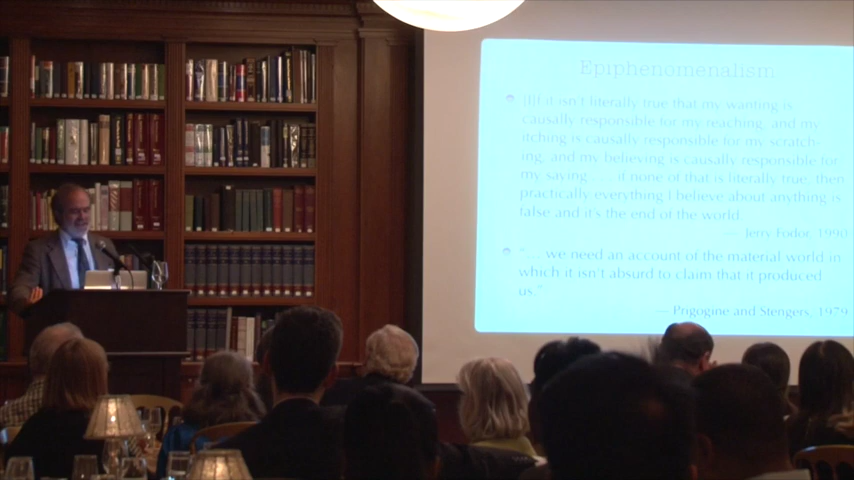 Epiphenomenalism
[I]f it isn't literally true that my wanting is
causally responsible for my reaching, and my
itching is causally responsible for my scratch-
ing, and my believing is causally responsible for
my saying . . . . if none of that is literally true, then
practically everything I believe about anything is
false and it's the end of the world.
— Jerry Fodor, 1990
“. . . we need an account of the material world in
which it isn't absurd to claim that it produced
us.”
— Prigogine and Stengers, 1979